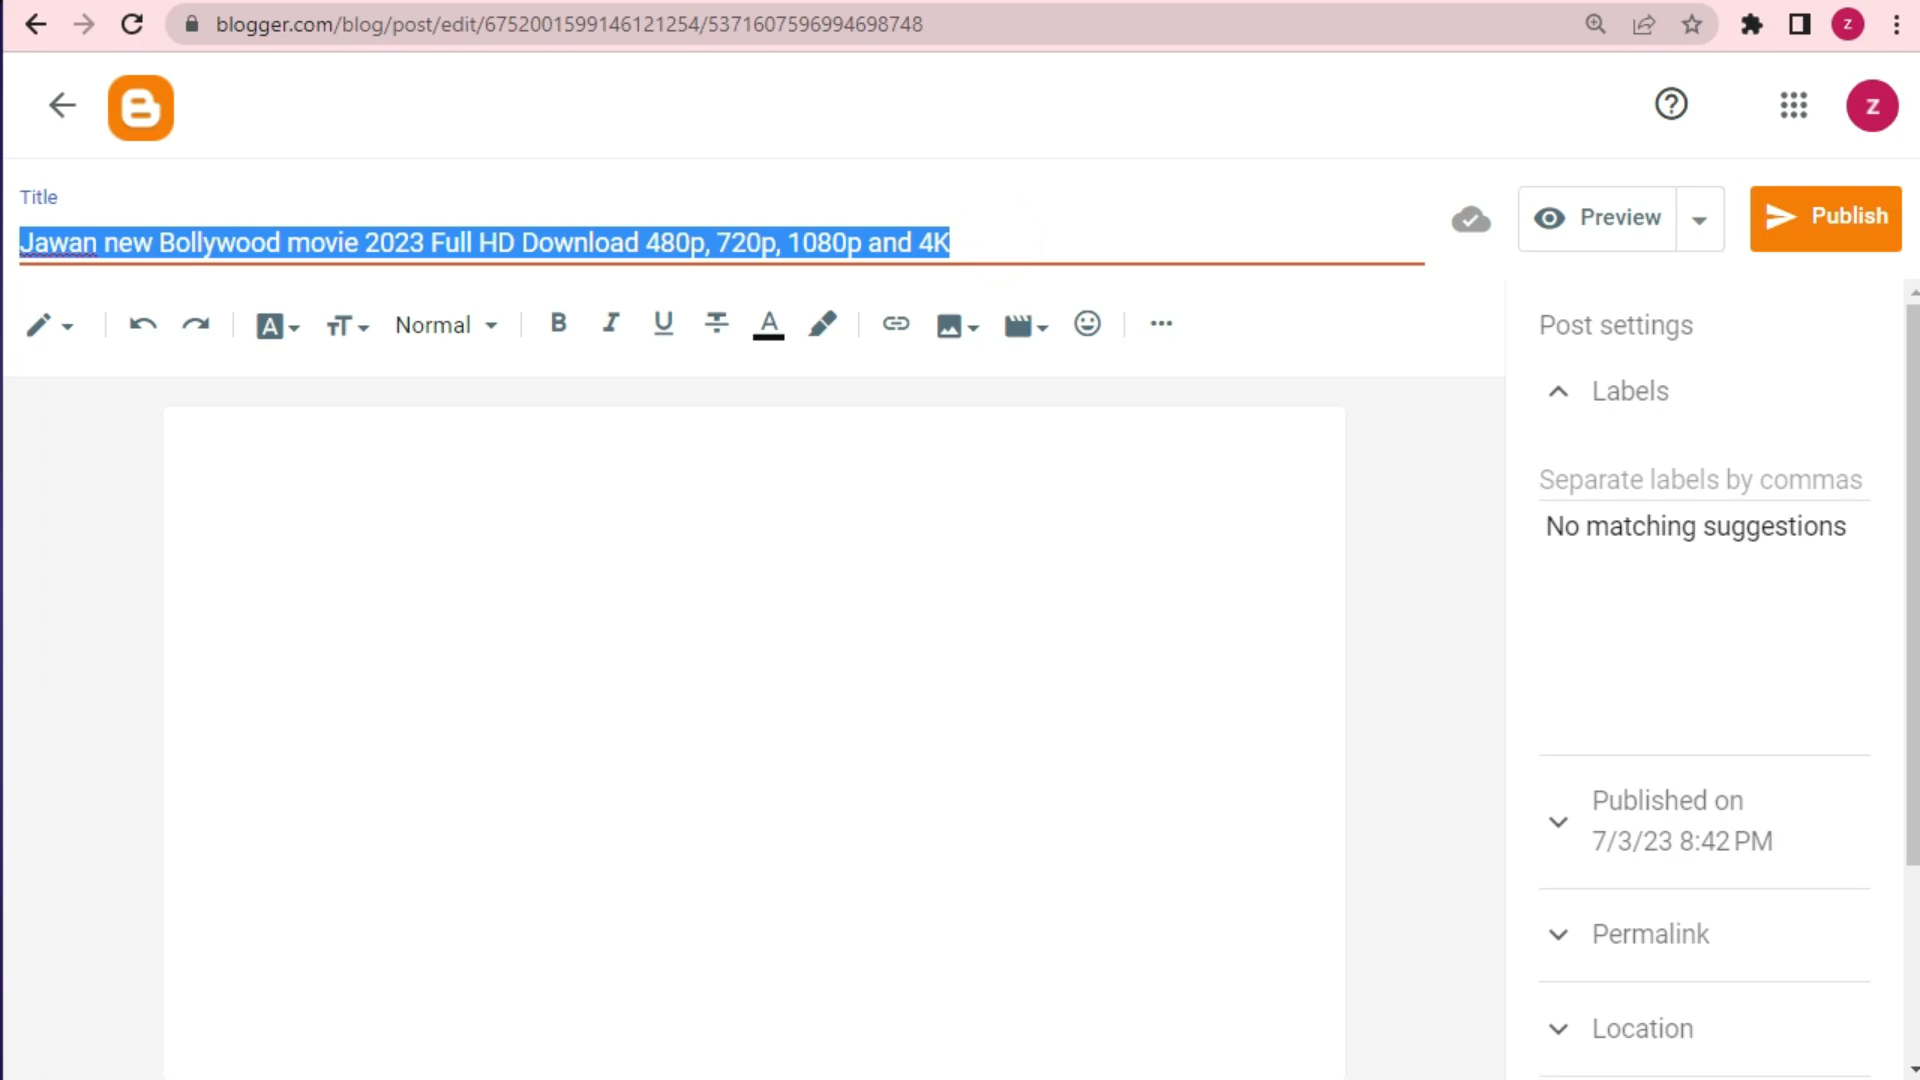 blogger.com/blog/post/edit/6752001599146121254/5371607596994698748
z
z
Title
Jawan new Bollywood movie 2023 Full HD Download 480p, 720p, 1080p and 4K
Preview
Publish
Normal
B I U A
Post settings
Labels
Separate labels by commas
No matching suggestions
Published on
7/3/23 8:42 PM
Permalink
Location